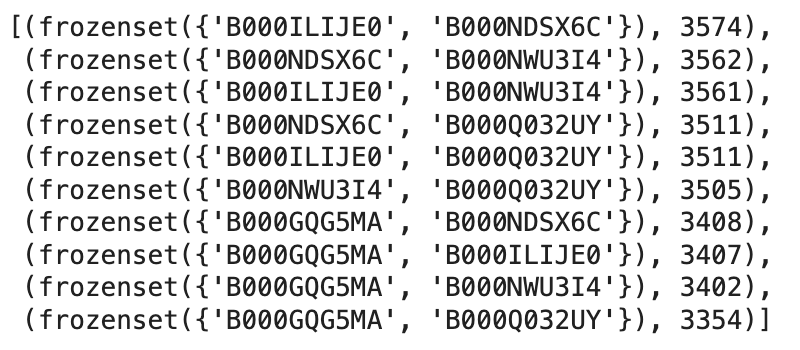 [(frozenset({'B000ILIJE0', 'B000NDSX6C'}), 3574),
(frozenset({'B000NDSX6C', 'B000NWU3I4'}), 3562),
(frozenset({'B000ILIJE0', 'B000NWU3I4'}), 3561),
(frozenset({'B000NDSX6C', 'B000Q032UY'}), 3511),
(frozenset({'B000ILIJE0', 'B000Q032UY'}), 3511),
(frozenset({'B000NWU3I4', 'B000Q032UY'}), 3505),
(frozenset({'B000GQG5MA', 'B000NDSX6C'}), 3408),
(frozenset({'B000GQG5MA', 'B000ILIJE0'}), 3407),
(frozenset({'B000GQG5MA', 'B000NWU3I4'}), 3402),
(frozenset({'B000GQG5MA', 'B000Q032UY'}), 3354)]